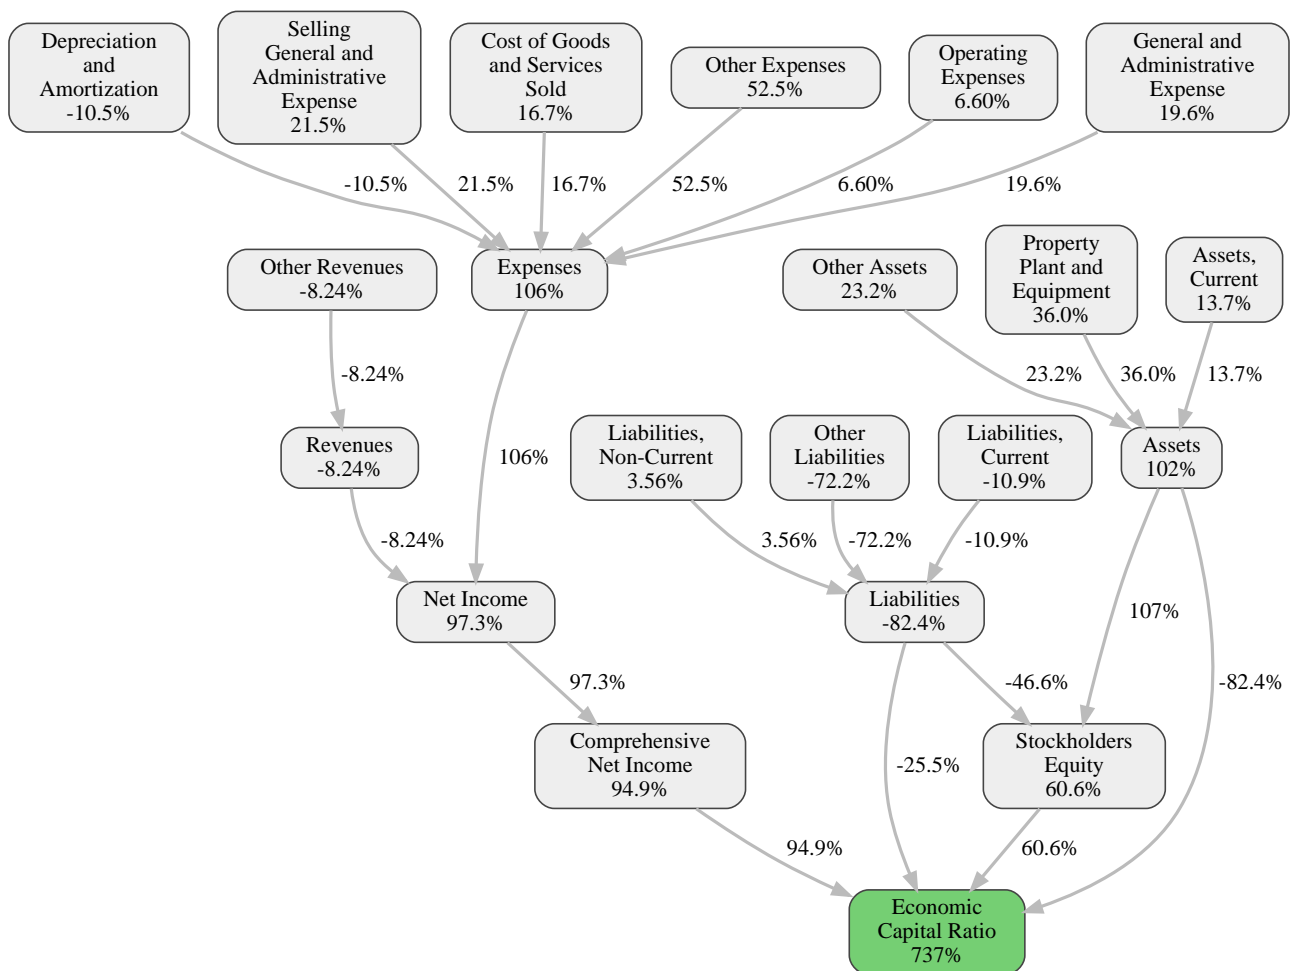 Depreciation
and
Amortization
-10.5%
Selling
General and
Administrative
Expense
21.5%
Cost of Goods
and Services
Sold
16.7%
Other Expenses
52.5%
Operating
Expenses
6.60%
General and
Administrative
Expense
19.6%
-10.5%
21.5%
16.7%
52.5%
6.60%
19.6%
Other Revenues
-8.24%
Expenses
106%
Other Assets
23.2%
Property
Plant and
Equipment
36.0%
Assets,
Current
13.7%
-8.24%
23.2%
36.0%
13.7%
Revenues
-8.24%
106%
Liabilities,
Non-Current
3.56%
Other
Liabilities
-72.2%
Liabilities,
Current
-10.9%
Assets
102%
-8.24%
3.56%
-72.2%
-10.9%
Net Income
97.3%
Liabilities
-82.4%
107%
97.3%
-46.6%
-82.4%
Comprehensive
Net Income
94.9%
-25.5%
Stockholders
Equity
60.6%
94.9%
60.6%
Economic
Capital Ratio
737%